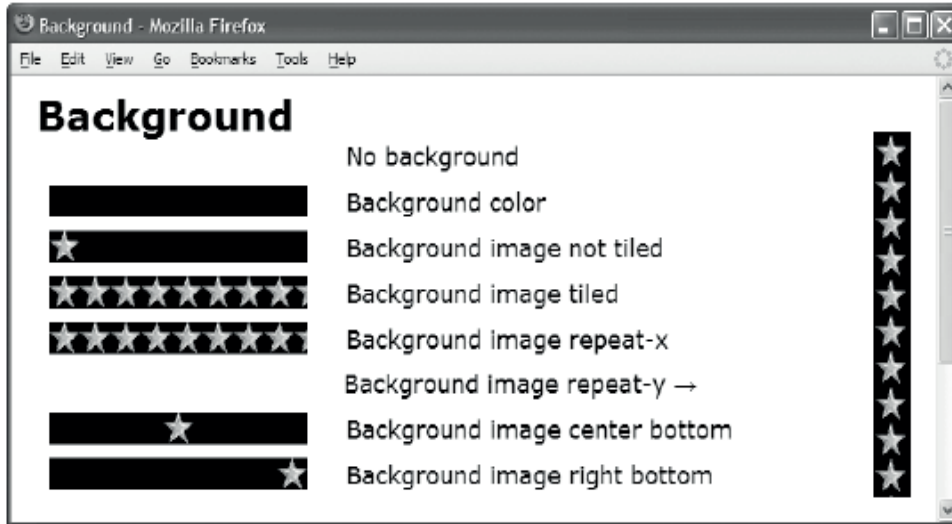 Background - Mozilla Firefox
File Edit View Go Bookmarks Tools Help
Background
No background
Background color
Background image not tiled
Background image tiled
Background image repeat-x
Background image repeat-y →
Background image center bottom
Background image right bottom